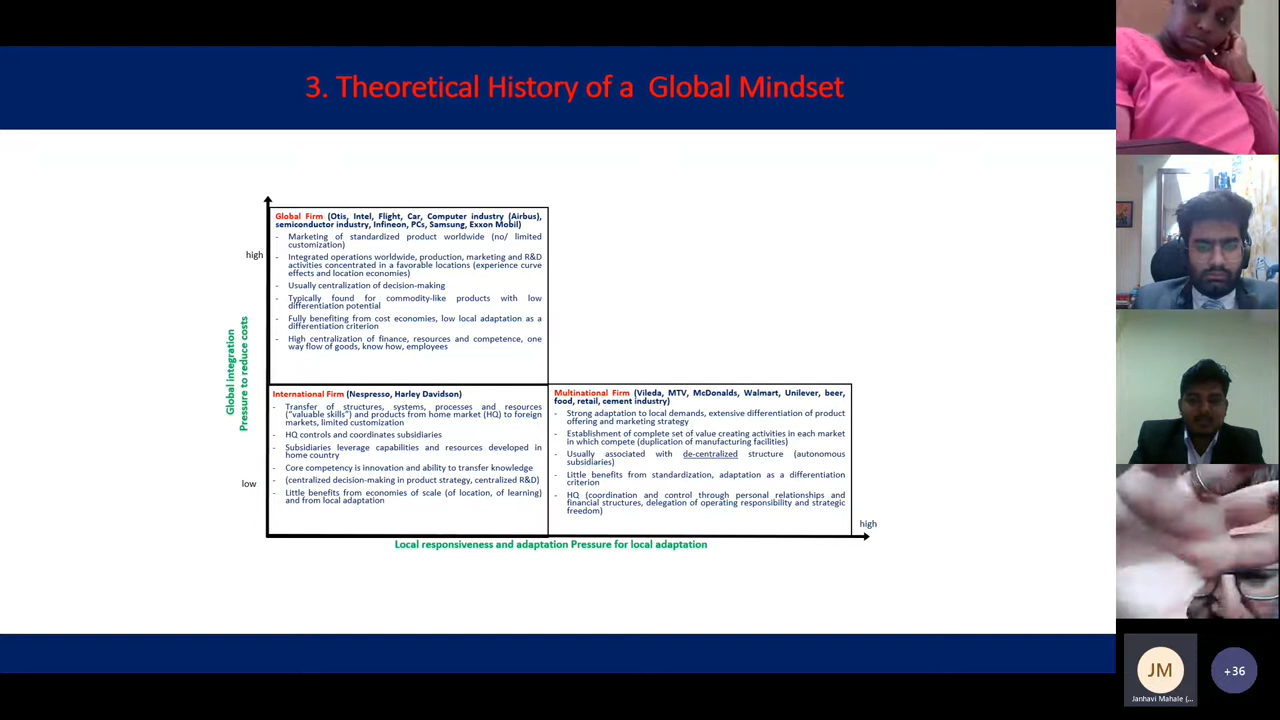 3. Theoretical History of a Global Mindset
Global Firm (Otis, Intel, Flight, Car, Computer industry (Airbus),
semiconductor industry, Infineon, PCs, Samsung, Exxon Mobil)
- Marketing of standardized product worldwide (no/ limited
customization)
- Integrated operations worldwide, production, marketing and R&D
activities concentrated in a favorable locations (experience curve
effects and location economies)
- Usually centralization of decision-making
- Typically found for commodity-like products with low
differentiation potential
- Fully benefiting from cost economies, low local adaptation as a
differentiation criterion
- High centralization of finance, resources and competence, one
way flow of goods, know how, employees
high
Global integration
Pressure to reduce costs
low
International Firm (Nespresso, Harley Davidson)
- Transfer of structures, systems, processes and resources
("valuable skills") and products from home market (HQ) to foreign
markets, limited customization
- HQ controls and coordinates subsidiaries
- Subsidiaries leverage capabilities and resources developed in
home country
- Core competency is innovation and ability to transfer knowledge
- (centralized decision-making in product strategy, centralized R&D)
- Little benefits from economies of scale (of location, of learning)
and from local adaptation
Multinational Firm (Vileda, MTV, McDonalds, Walmart, Unilever, beer,
food, retail, cement industry)
- Strong adaptation to local demands, extensive differentiation of product
offering and marketing strategy
- Establishment of complete set of value creating activities in each market
in which compete (duplication of manufacturing facilities)
- Usually associated with de-centralized structure (autonomous
subsidiaries)
- Little benefits from standardization, adaptation as a differentiation
criterion
- HQ (coordination and control through personal relationships and
financial structures, delegation of operating responsibility and strategic
freedom)
high
Local responsiveness and adaptation Pressure for local adaptation
JM
Janhavi Mahale (...
+36